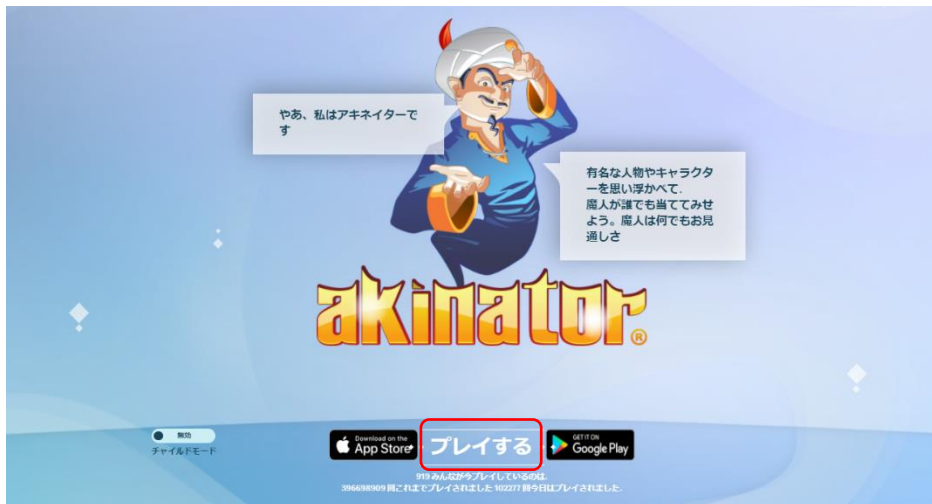 やあ、私はアキネイターで
す
有名な人物やキャラクタ
ーを思い浮かべて.
魔人が誰でも当ててみせ
よう。魔人は何でもお見
通しさ
akinator®
無効
チャイルドモード
Download on the
App Store
プレイする
GET IT ON
Google Play
919 みんなが今プレイしているのは.
396698909 回これまでプレイされました 102277 回今日はプレイされました.